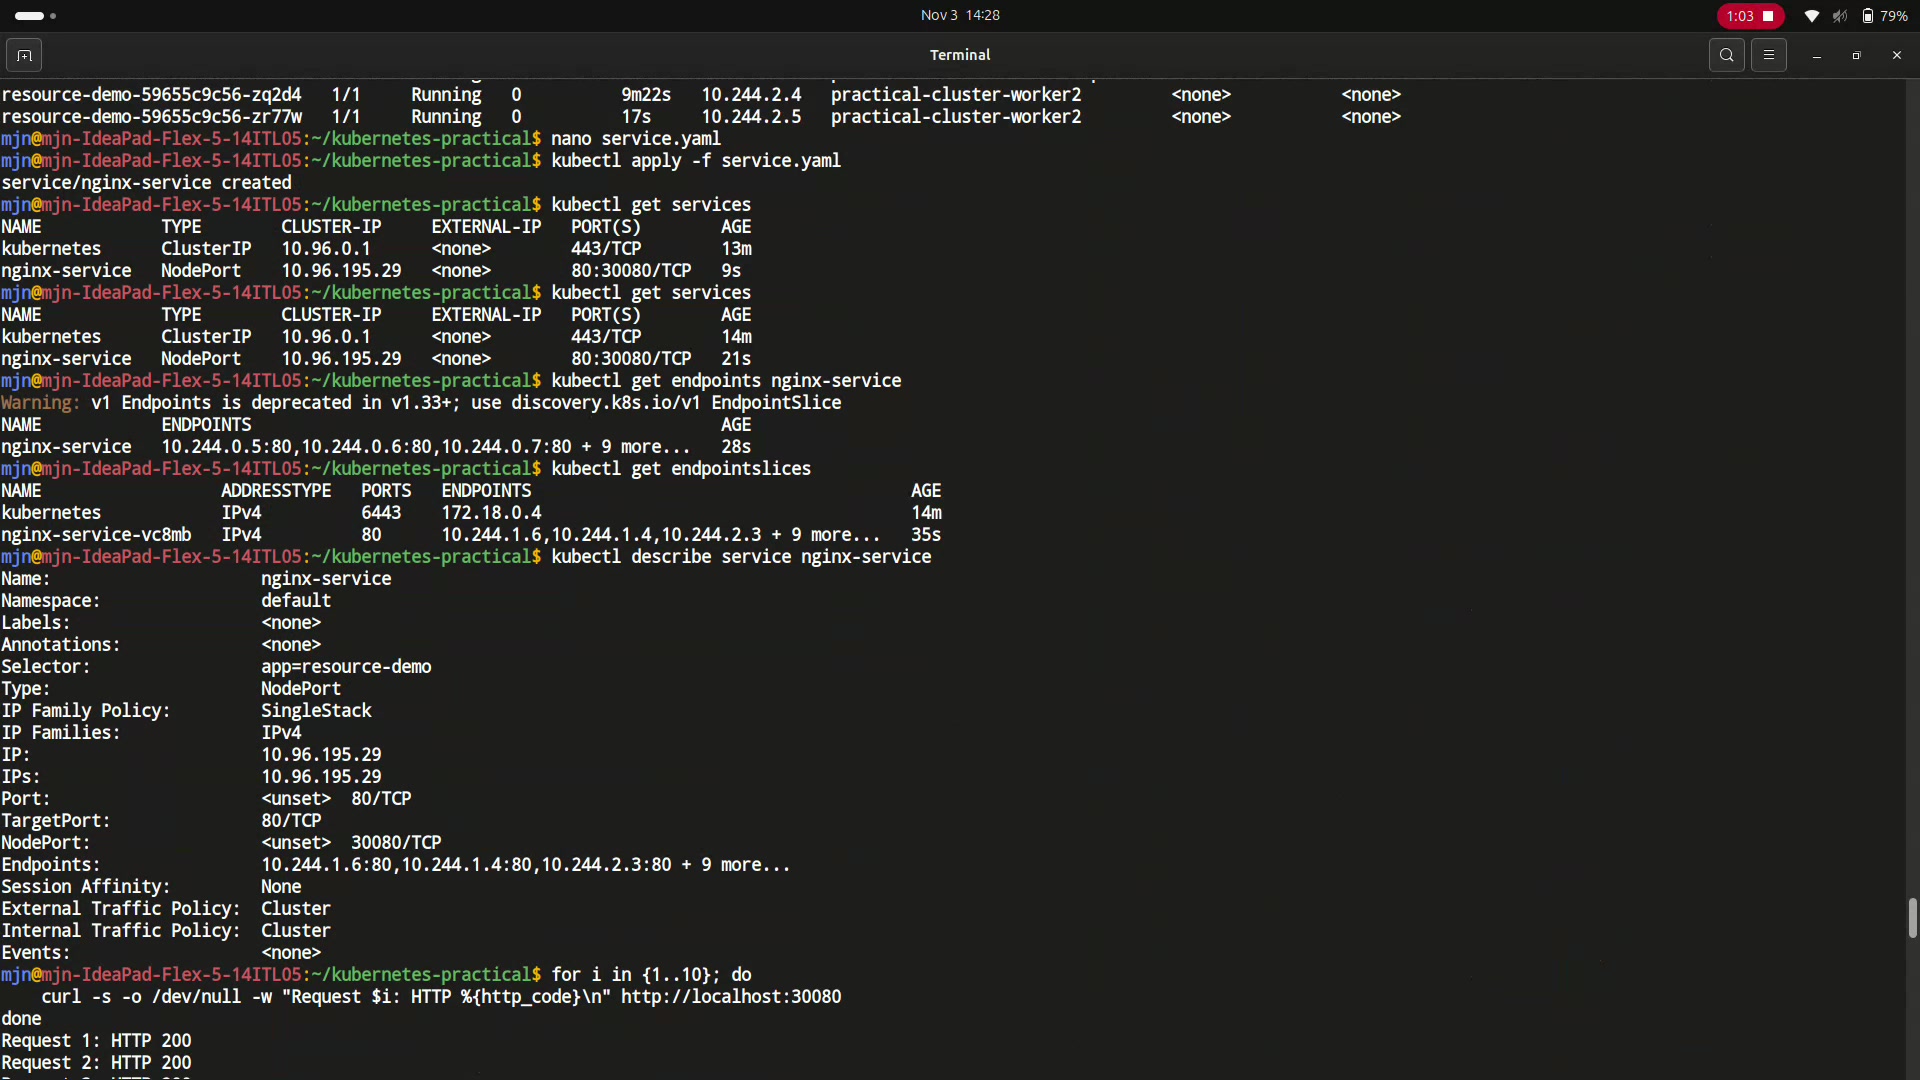 Nov 3 14:28
1:03
79%
Terminal
resource-demo-59655c9c56-zq2d4   1/1     Running   0          9m22s   10.244.2.4   practical-cluster-worker2         <none>           <none>
resource-demo-59655c9c56-zr77w   1/1     Running   0          17s     10.244.2.5   practical-cluster-worker2         <none>           <none>
mjn@mjn-IdeaPad-Flex-5-14ITL05:~/kubernetes-practical$ nano service.yaml
mjn@mjn-IdeaPad-Flex-5-14ITL05:~/kubernetes-practical$ kubectl apply -f service.yaml
service/nginx-service created
mjn@mjn-IdeaPad-Flex-5-14ITL05:~/kubernetes-practical$ kubectl get services
NAME            TYPE        CLUSTER-IP     EXTERNAL-IP   PORT(S)        AGE
kubernetes      ClusterIP   10.96.0.1      <none>        443/TCP        13m
nginx-service   NodePort    10.96.195.29   <none>        80:30080/TCP   9s
mjn@mjn-IdeaPad-Flex-5-14ITL05:~/kubernetes-practical$ kubectl get services
NAME            TYPE        CLUSTER-IP     EXTERNAL-IP   PORT(S)        AGE
kubernetes      ClusterIP   10.96.0.1      <none>        443/TCP        14m
nginx-service   NodePort    10.96.195.29   <none>        80:30080/TCP   21s
mjn@mjn-IdeaPad-Flex-5-14ITL05:~/kubernetes-practical$ kubectl get endpoints nginx-service
Warning: v1 Endpoints is deprecated in v1.33+; use discovery.k8s.io/v1 EndpointSlice
NAME            ENDPOINTS                                               AGE
nginx-service   10.244.0.5:80,10.244.0.6:80,10.244.0.7:80 + 9 more...   28s
mjn@mjn-IdeaPad-Flex-5-14ITL05:~/kubernetes-practical$ kubectl get endpointslices
NAME                  ADDRESSTYPE   PORTS   ENDPOINTS                                      AGE
kubernetes            IPv4          6443    172.18.0.4                                     14m
nginx-service-vc8mb   IPv4          80      10.244.1.6,10.244.1.4,10.244.2.3 + 9 more...   35s
mjn@mjn-IdeaPad-Flex-5-14ITL05:~/kubernetes-practical$ kubectl describe service nginx-service
Name:                     nginx-service
Namespace:                default
Labels:                   <none>
Annotations:              <none>
Selector:                 app=resource-demo
Type:                     NodePort
IP Family Policy:         SingleStack
IP Families:              IPv4
IP:                       10.96.195.29
IPs:                      10.96.195.29
Port:                     <unset>  80/TCP
TargetPort:               80/TCP
NodePort:                 <unset>  30080/TCP
Endpoints:                10.244.1.6:80,10.244.1.4:80,10.244.2.3:80 + 9 more...
Session Affinity:         None
External Traffic Policy:  Cluster
Internal Traffic Policy:  Cluster
Events:                   <none>
mjn@mjn-IdeaPad-Flex-5-14ITL05:~/kubernetes-practical$ for i in {1..10}; do
    curl -s -o /dev/null -w "Request $i: HTTP %{http_code}\n" http://localhost:30080
done
Request 1: HTTP 200
Request 2: HTTP 200